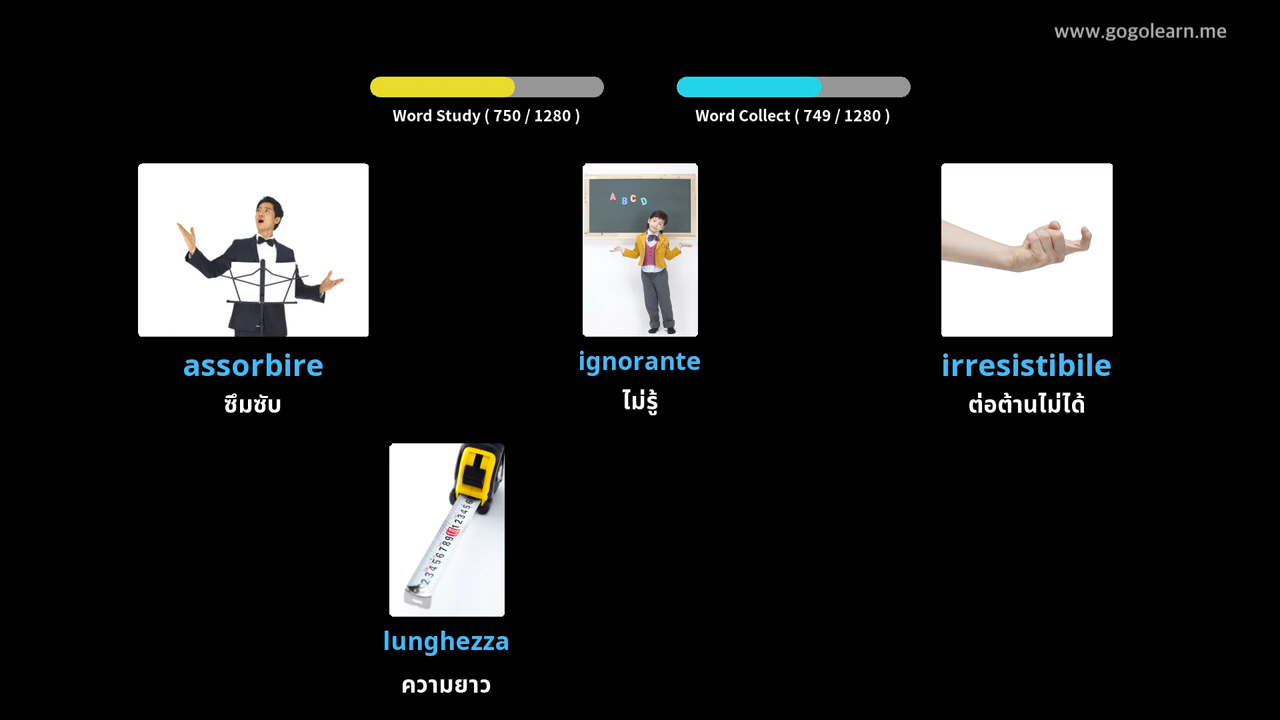 www.gogolearn.me
Word Study ( 750 / 1280 )
Word Collect ( 749 / 1280 )
A B C D
assorbire
ซึมซับ
ignorante
ไม่รู้
irresistibile
ต่อต้านไม่ได้
lunghezza
ความยาว